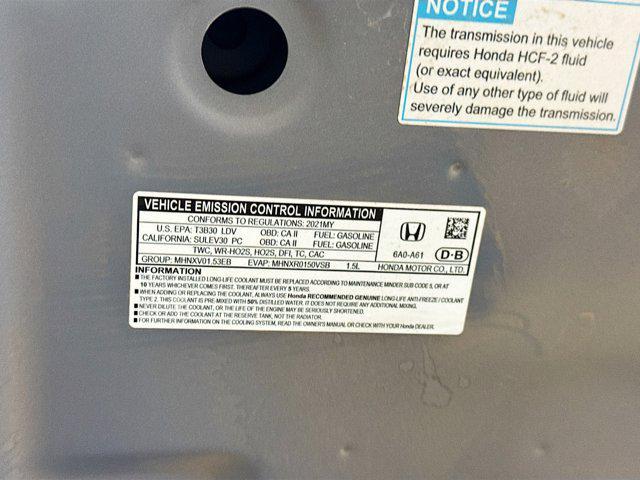 NOTICE
The transmission in this vehicle
requires Honda HCF-2 fluid
(or exact equivalent).
Use of any other type of fluid will
severely damage the transmission.
VEHICLE EMISSION CONTROL INFORMATION
CONFORMS TO REGULATIONS: 2021MY
U.S. EPA: T3B30 LDV OBD: CA II FUEL: GASOLINE
CALIFORNIA: SULEV30 PC OBD: CA II FUEL: GASOLINE
TWC, WR-HO2S, HO2S, DFI, TC, CAC
GROUP: MHNXV01.53EB EVAP: MHNXR0150VSB 1.5L
6A0-A61 D-B
HONDA MOTOR CO., LTD.
INFORMATION
■ THE FACTORY INSTALLED LONG-LIFE COOLANT MUST BE REPLACED ACCORDING TO MAINTENANCE MINDER SUB CODE 5, OR AT
10 YEARS WHICHEVER COMES FIRST. THEREAFTER EVERY 5 YEARS.
■ WHEN ADDING OR REPLACING THE COOLANT, ALWAYS USE Honda RECOMMENDED GENUINE LONG-LIFE ANTI-FREEZE / COOLANT
TYPE 2. THIS COOLANT IS PRE-MIXED WITH 50% DISTILLED WATER. IT DOES NOT REQUIRE ANY ADDITIONAL MIXING.
■ NEVER DILUTE THE COOLANT, OR THE LIFE OF THE ENGINE MAY BE SERIOUSLY SHORTENED.
■ CHECK OR ADD THE COOLANT AT THE RESERVE TANK, NOT THE RADIATOR.
■ FOR FURTHER INFORMATION ON THE COOLING SYSTEM, READ THE OWNER'S MANUAL OR CHECK WITH YOUR Honda DEALER.